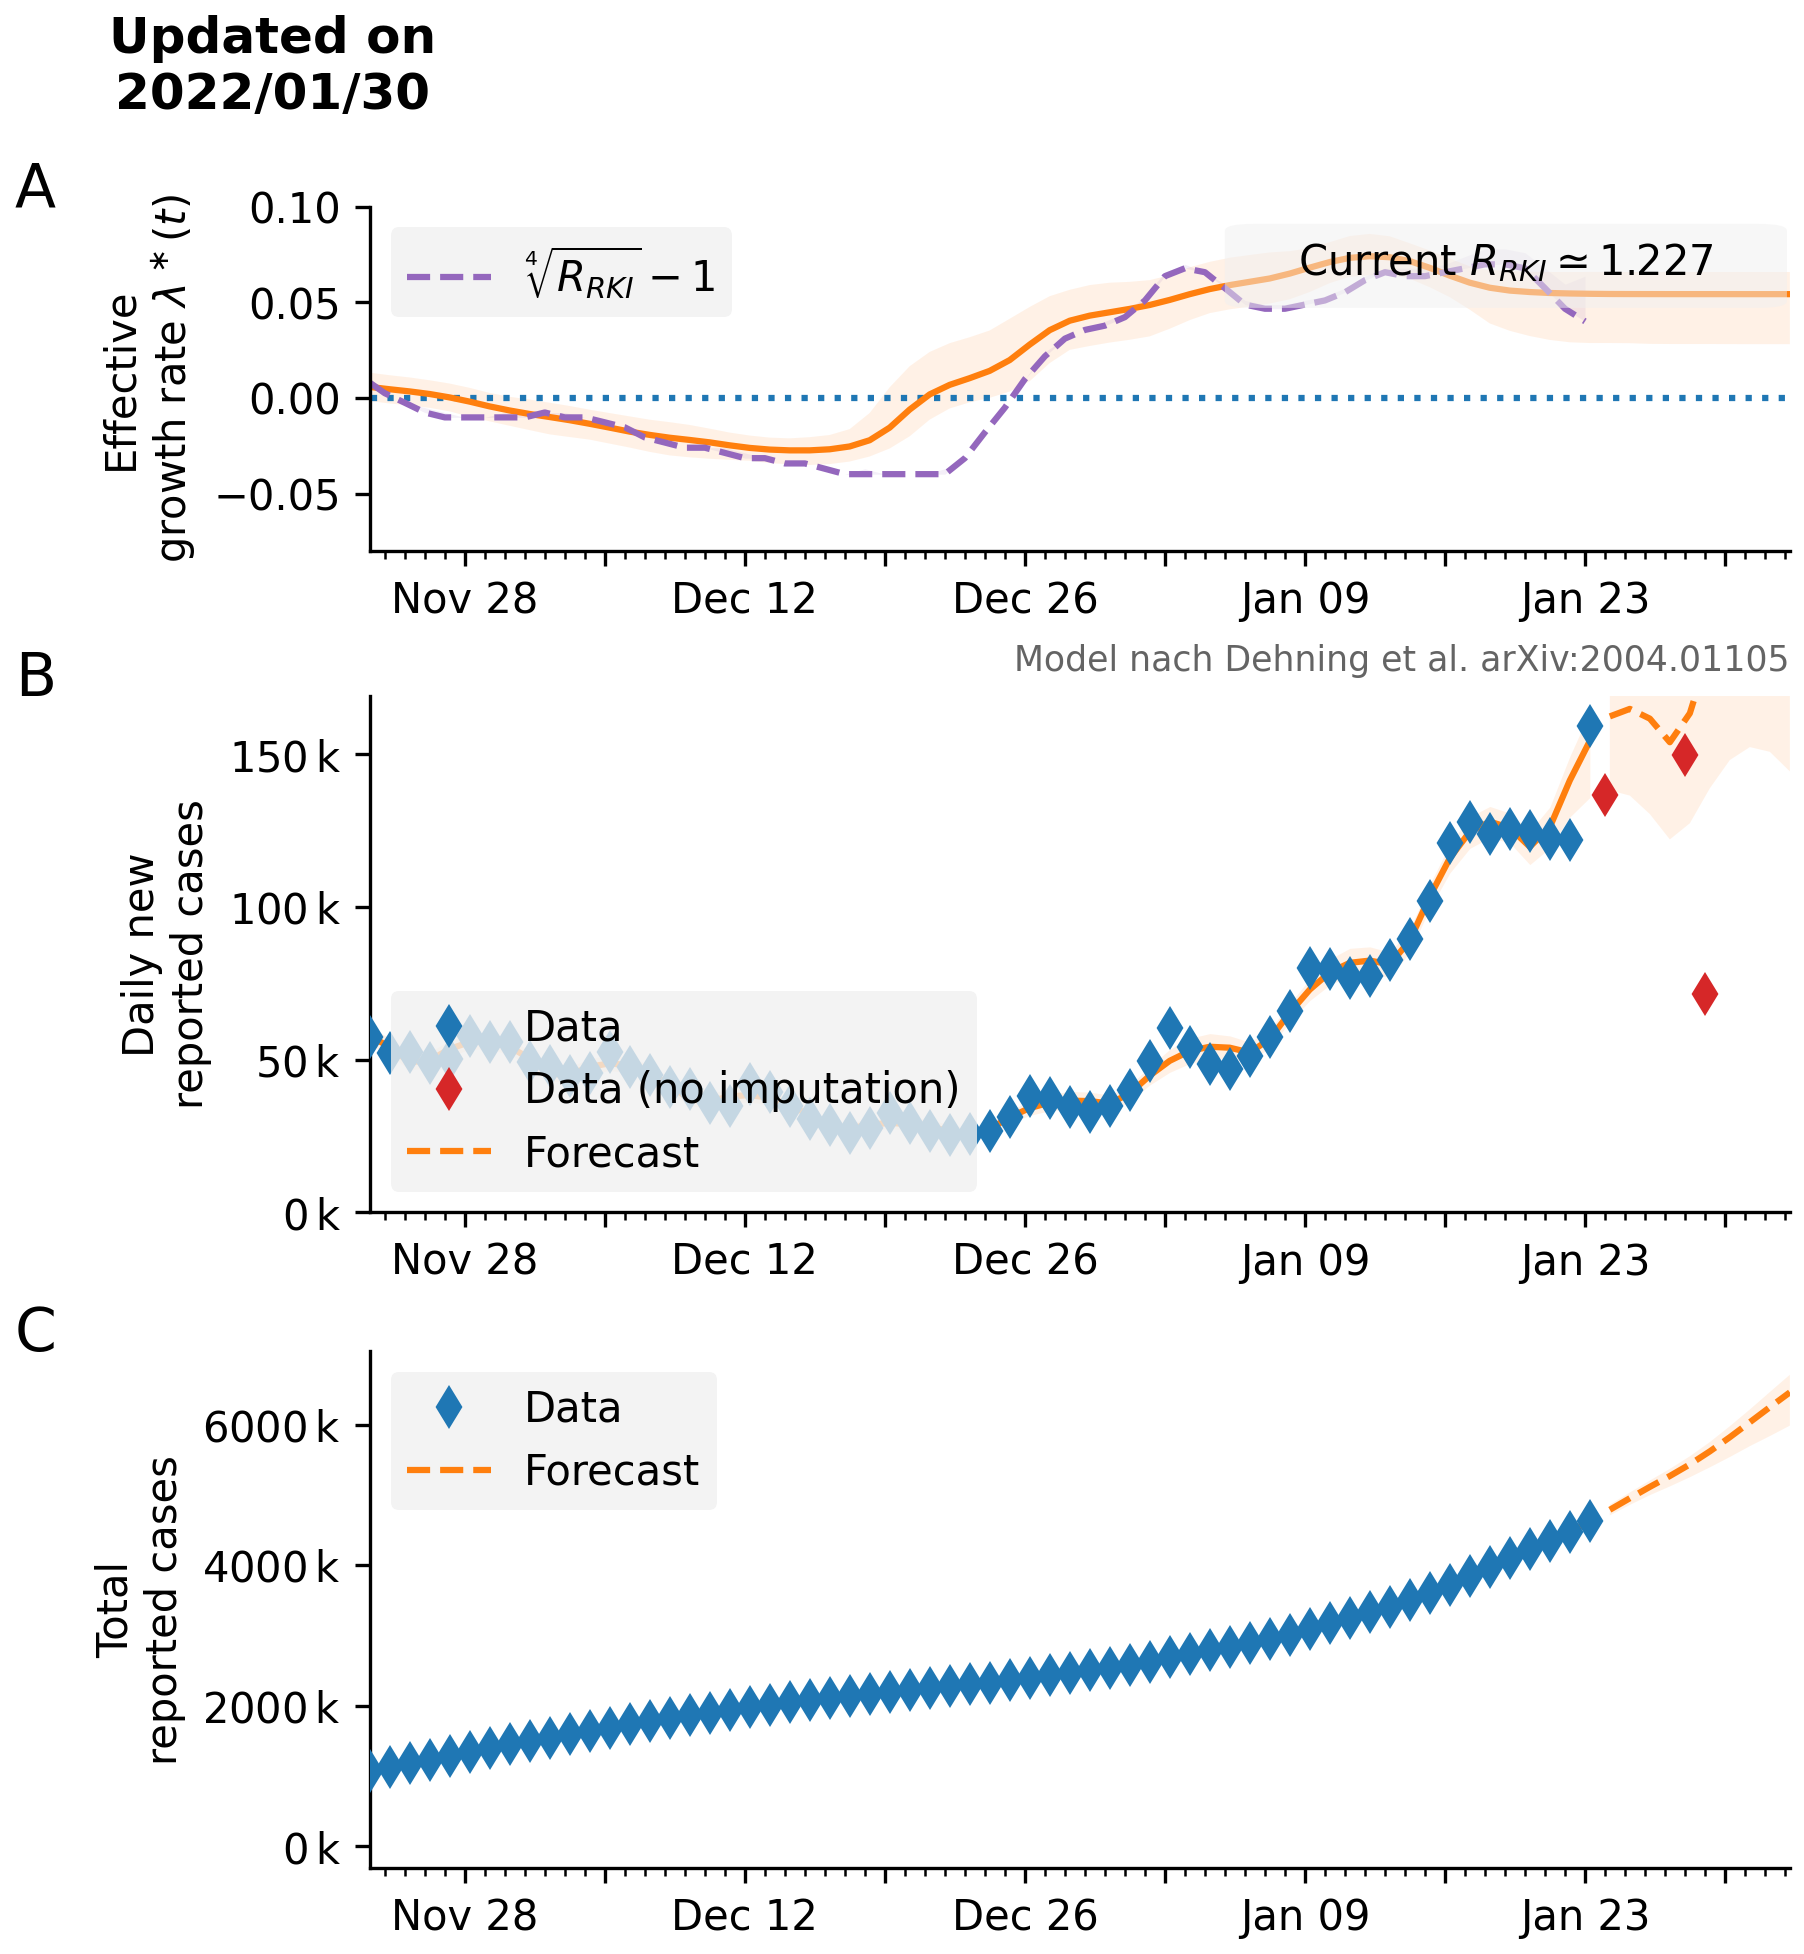 Updated on
2022/01/30
A
Effective
growth rate λ * (t)
0.10
0.05
0.00
−0.05
∜R_RKI − 1
Current R_RKI ≃ 1.227
Nov 28 Dec 12 Dec 26 Jan 09 Jan 23
Model nach Dehning et al. arXiv:2004.01105
B
Daily new
reported cases
150 k
100 k
50 k
0 k
Data
Data (no imputation)
Forecast
Nov 28 Dec 12 Dec 26 Jan 09 Jan 23
C
Total
reported cases
6000 k
4000 k
2000 k
0 k
Data
Forecast
Nov 28 Dec 12 Dec 26 Jan 09 Jan 23